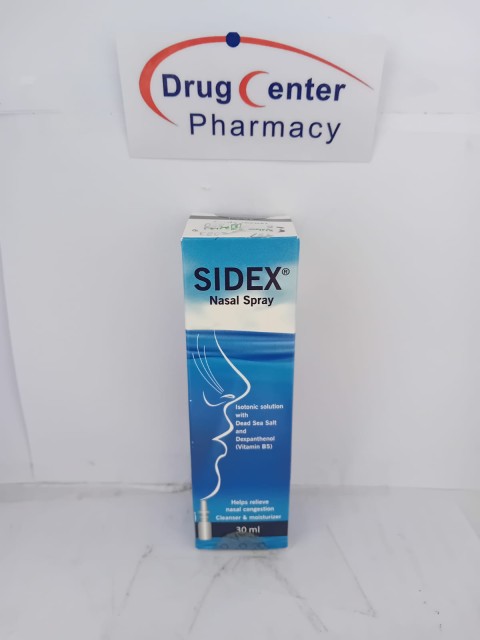 Drug Center
Pharmacy
SIDEX®
Nasal Spray
Isotonic solution
with
Dead Sea Salt
and
Dexpanthenol
(Vitamin B5)
Helps relieve
nasal congestion
Cleanser & moisturizer
30 ml